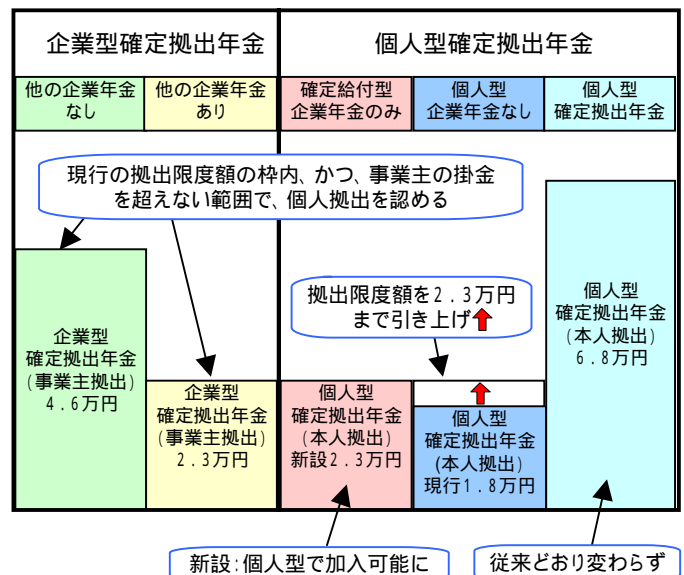 企業型確定拠出年金
個人型確定拠出年金
他の企業年金
なし
他の企業年金
あり
確定給付型
企業年金のみ
個人型
企業年金なし
個人型
確定拠出年金
現行の拠出限度額の枠内、かつ、事業主の掛金
を超えない範囲で、個人拠出を認める
拠出限度額を2.3万円
まで引き上げ
企業型
確定拠出年金
(事業主拠出)
4.6万円
企業型
確定拠出年金
(事業主拠出)
2.3万円
個人型
確定拠出年金
(本人拠出)
新設2.3万円
個人型
確定拠出年金
(本人拠出)
現行1.8万円
個人型
確定拠出年金
(本人拠出)
6.8万円
新設:個人型で加入可能に
従来どおり変わらず